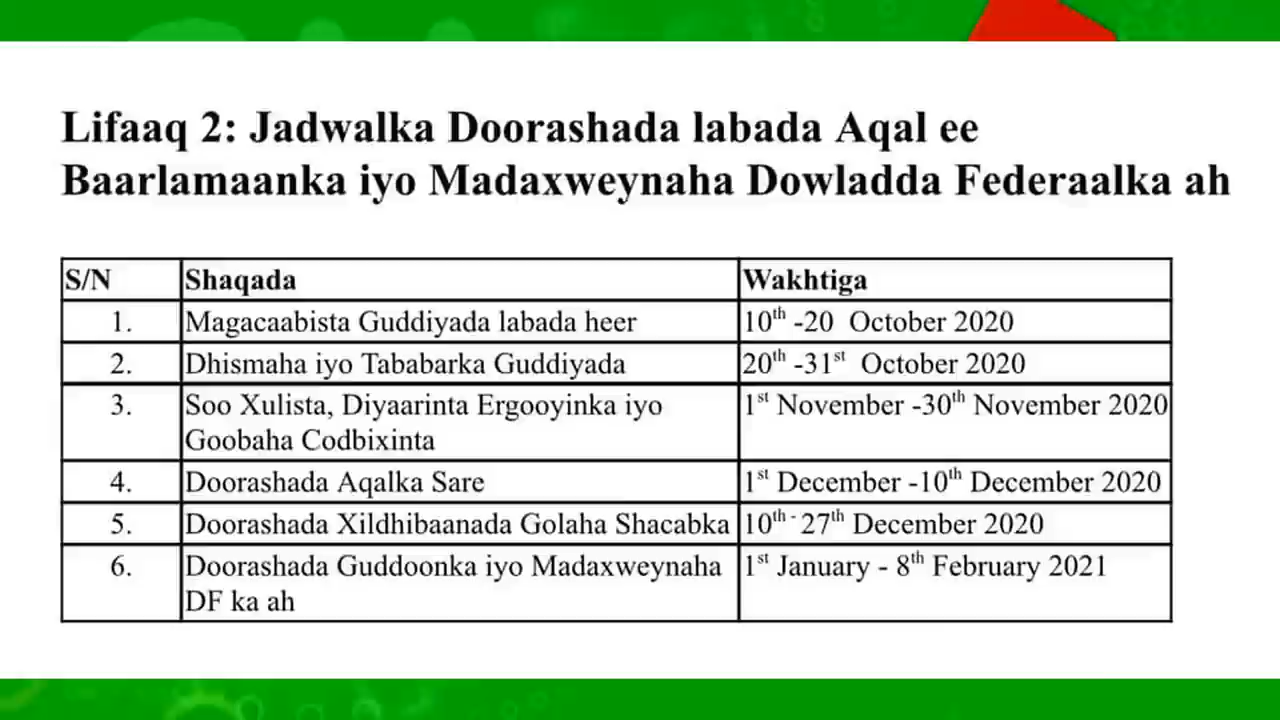 Lifaaq 2: Jadwalka Doorashada labada Aqal ee
Baarlamaanka iyo Madaxweynaha Dowladda Federaalka ah
S/N Shaqada Wakhtiga
1. Magacaabista Guddiyada labada heer 10th -20 October 2020
2. Dhismaha iyo Tababarka Guddiyada 20th -31st October 2020
3. Soo Xulista, Diyaarinta Ergooyinka iyo 1st November -30th November 2020
Goobaha Codbixinta
4. Doorashada Aqalka Sare 1st December -10th December 2020
5. Doorashada Xildhibaanada Golaha Shacabka 10th - 27th December 2020
6. Doorashada Guddoonka iyo Madaxweynaha 1st January - 8th February 2021
DF ka ah